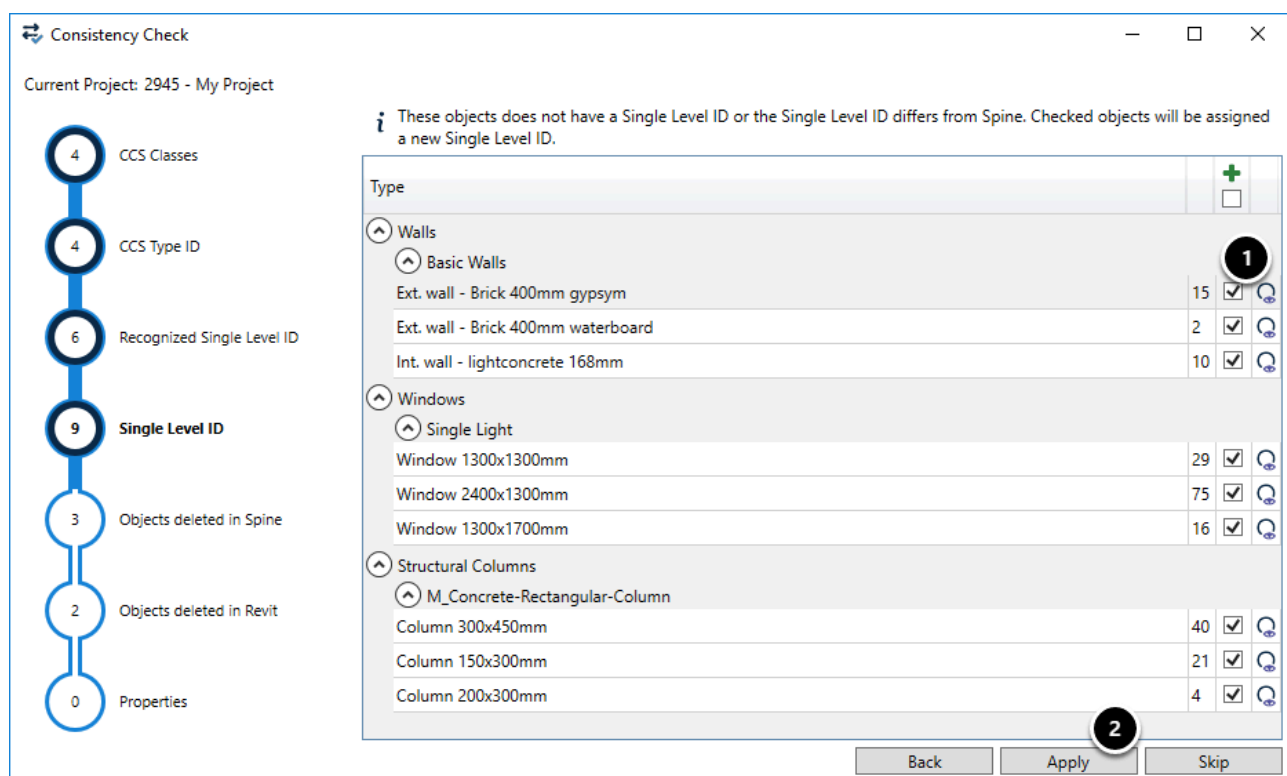 Consistency Check
Current Project: 2945 - My Project
i These objects does not have a Single Level ID or the Single Level ID differs from Spine. Checked objects will be assigned
a new Single Level ID.
4 CCS Classes
4 CCS Type ID
6 Recognized Single Level ID
9 Single Level ID
3 Objects deleted in Spine
2 Objects deleted in Revit
0 Properties
Type
Walls
Basic Walls
1
Ext. wall - Brick 400mm gypsym 15
Ext. wall - Brick 400mm waterboard 2
Int. wall - lightconcrete 168mm 10
Windows
Single Light
Window 1300x1300mm 29
Window 2400x1300mm 75
Window 1300x1700mm 16
Structural Columns
M_Concrete-Rectangular-Column
Column 300x450mm 40
Column 150x300mm 21
Column 200x300mm 4
2
Back Apply Skip